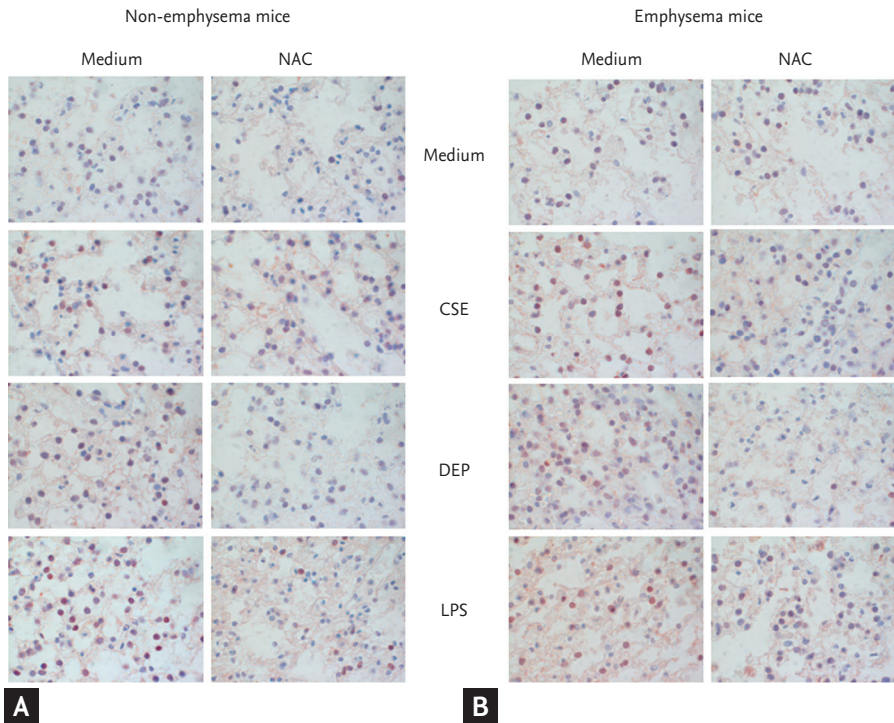 Non-emphysema mice
Emphysema mice
Medium
NAC
Medium
NAC
Medium
CSE
DEP
LPS
A
B